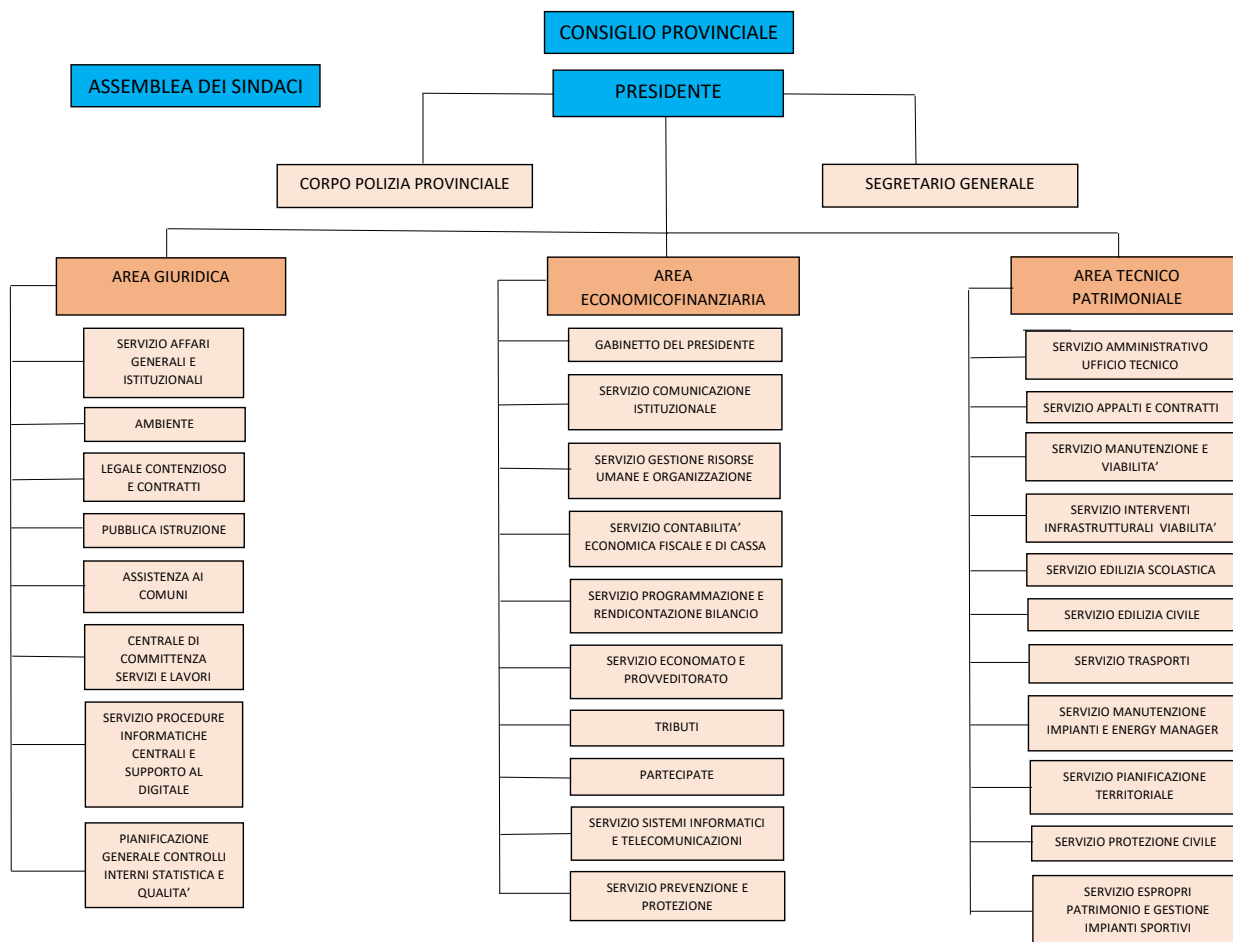 CONSIGLIO PROVINCIALE
ASSEMBLEA DEI SINDACI
PRESIDENTE
CORPO POLIZIA PROVINCIALE
SEGRETARIO GENERALE
AREA GIURIDICA
SERVIZIO AFFARI
GENERALI E
ISTITUZIONALI
AMBIENTE
LEGALE CONTENZIOSO
E CONTRATTI
PUBBLICA ISTRUZIONE
ASSISTENZA AI
COMUNI
CENTRALE DI
COMMITTENZA
SERVIZI E LAVORI
SERVIZIO PROCEDURE
INFORMATICHE
CENTRALI E
SUPPORTO AL
DIGITALE
PIANIFICAZIONE
GENERALE CONTROLLI
INTERNI STATISTICA E
QUALITA’
AREA
ECONOMICOFINANZIARIA
GABINETTO DEL PRESIDENTE
SERVIZIO COMUNICAZIONE
ISTITUZIONALE
SERVIZIO GESTIONE RISORSE
UMANE E ORGANIZZAZIONE
SERVIZIO CONTABILITA’
ECONOMICA FISCALE E DI CASSA
SERVIZIO PROGRAMMAZIONE E
RENDICONTAZIONE BILANCIO
SERVIZIO ECONOMATO E
PROVVEDITORATO
TRIBUTI
PARTECIPATE
SERVIZIO SISTEMI INFORMATICI
E TELECOMUNICAZIONI
SERVIZIO PREVENZIONE E
PROTEZIONE
AREA TECNICO
PATRIMONIALE
SERVIZIO AMMINISTRATIVO
UFFICIO TECNICO
SERVIZIO APPALTI E CONTRATTI
SERVIZIO MANUTENZIONE E
VIABILITA’
SERVIZIO INTERVENTI
INFRASTRUTTURALI VIABILITA’
SERVIZIO EDILIZIA SCOLASTICA
SERVIZIO EDILIZIA CIVILE
SERVIZIO TRASPORTI
SERVIZIO MANUTENZIONE
IMPIANTI E ENERGY MANAGER
SERVIZIO PIANIFICAZIONE
TERRITORIALE
SERVIZIO PROTEZIONE CIVILE
SERVIZIO ESPROPRI
PATRIMONIO E GESTIONE
IMPIANTI SPORTIVI